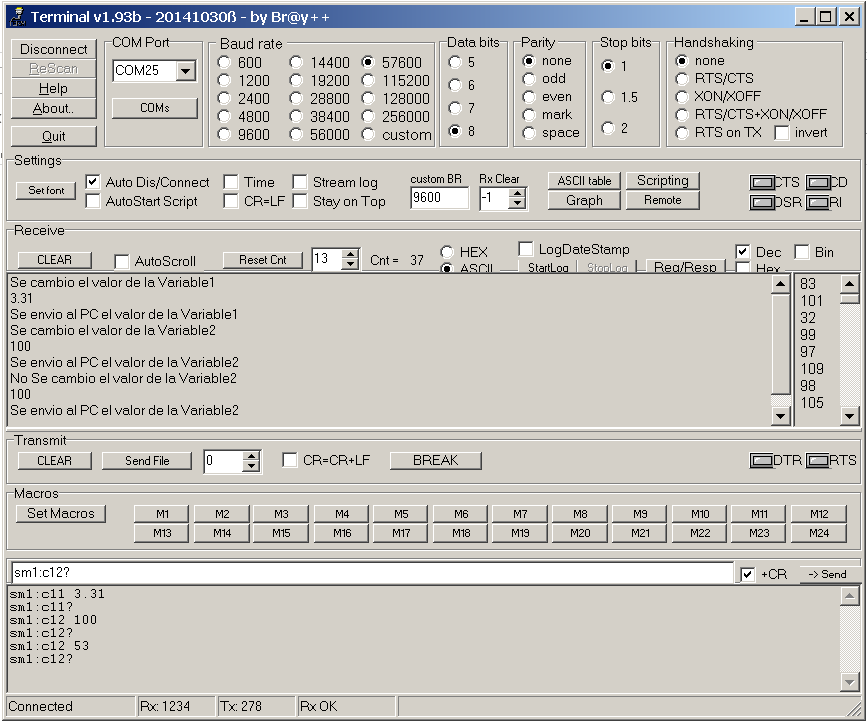 Terminal v1.93b - 20141030ß - by Br@y++
Disconnect
ReScan
Help
About..
Quit
COM Port
COM25
COMs
Baud rate
600 14400 57600
1200 19200 115200
2400 28800 128000
4800 38400 256000
9600 56000 custom
Data bits
5
6
7
8
Parity
none
odd
even
mark
space
Stop bits
1
1.5
2
Handshaking
none
RTS/CTS
XON/XOFF
RTS/CTS+XON/XOFF
RTS on TX invert
Settings
Set font
Auto Dis/Connect Time Stream log
AutoStart Script CR=LF Stay on Top
custom BR Rx Clear
9600 -1
ASCII table Scripting
Graph Remote
CTS CD
DSR RI
Receive
CLEAR AutoScroll Reset Cnt 13 Cnt = 37
HEX
ASCII
LogDateStamp
StartLog StopLog Req/Resp
Dec Bin
Hex
Se cambio el valor de la Variable1
3.31
Se envio al PC el valor de la Variable1
Se cambio el valor de la Variable2
100
Se envio al PC el valor de la Variable2
No Se cambio el valor de la Variable2
100
Se envio al PC el valor de la Variable2
83
101
32
99
97
109
98
105
Transmit
CLEAR Send File 0 CR=CR+LF BREAK DTR RTS
Macros
Set Macros
M1 M2 M3 M4 M5 M6 M7 M8 M9 M10 M11 M12
M13 M14 M15 M16 M17 M18 M19 M20 M21 M22 M23 M24
sm1:c12? +CR -> Send
sm1:c11 3.31
sm1:c11?
sm1:c12 100
sm1:c12?
sm1:c12 53
sm1:c12?
Connected Rx: 1234 Tx: 278 Rx OK